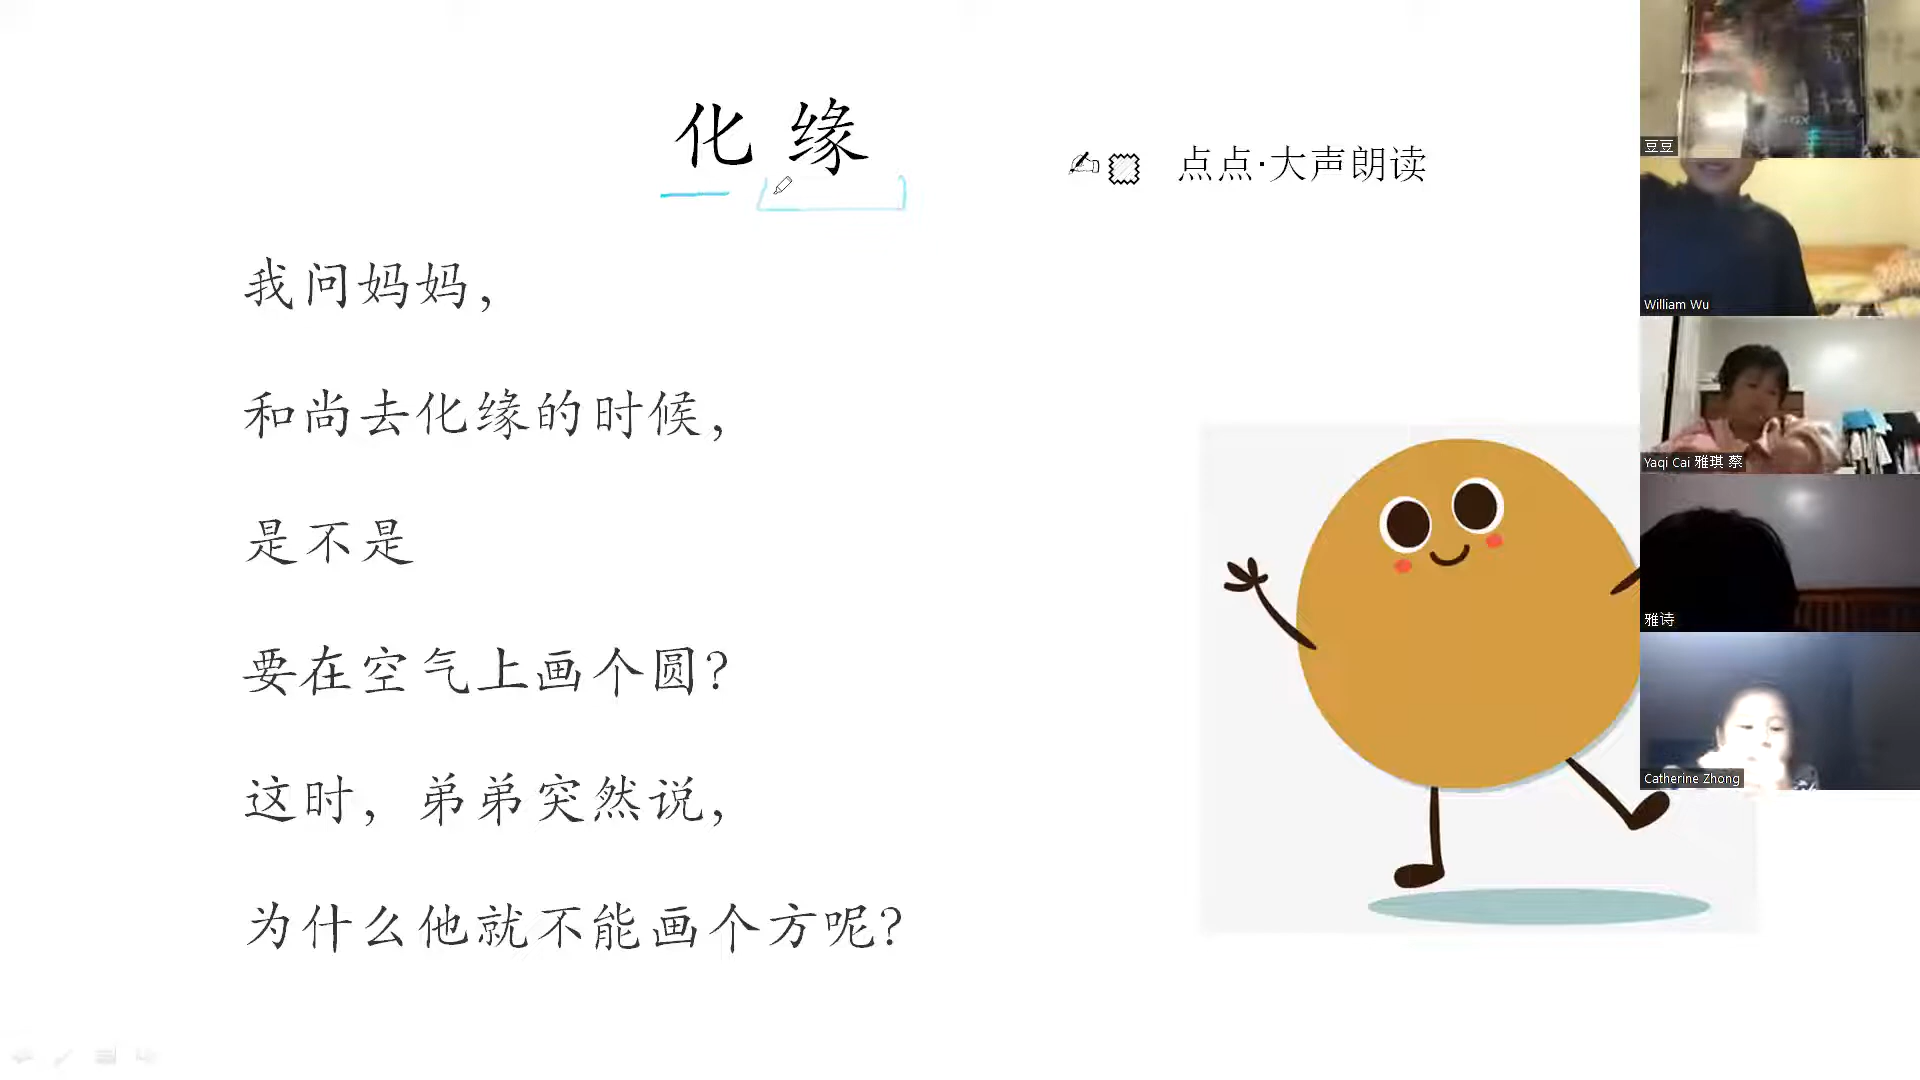 化缘
点点·大声朗读
我问妈妈，
和尚去化缘的时候，
是不是
要在空气上画个圆？
这时，弟弟突然说，
为什么他就不能画个方呢？
豆豆
William Wu
Yaqi Cai 雅琪 蔡
雅诗
Catherine Zhong